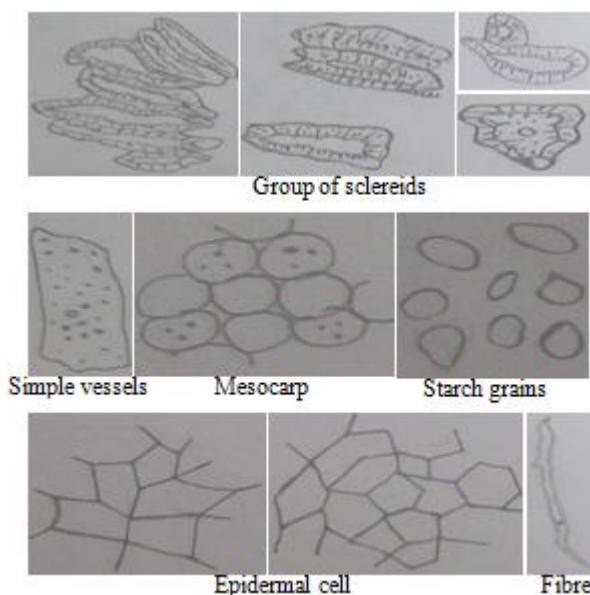 Group of sclereids
Simple vessels
Mesocarp
Starch grains
Epidermal cell
Fibre